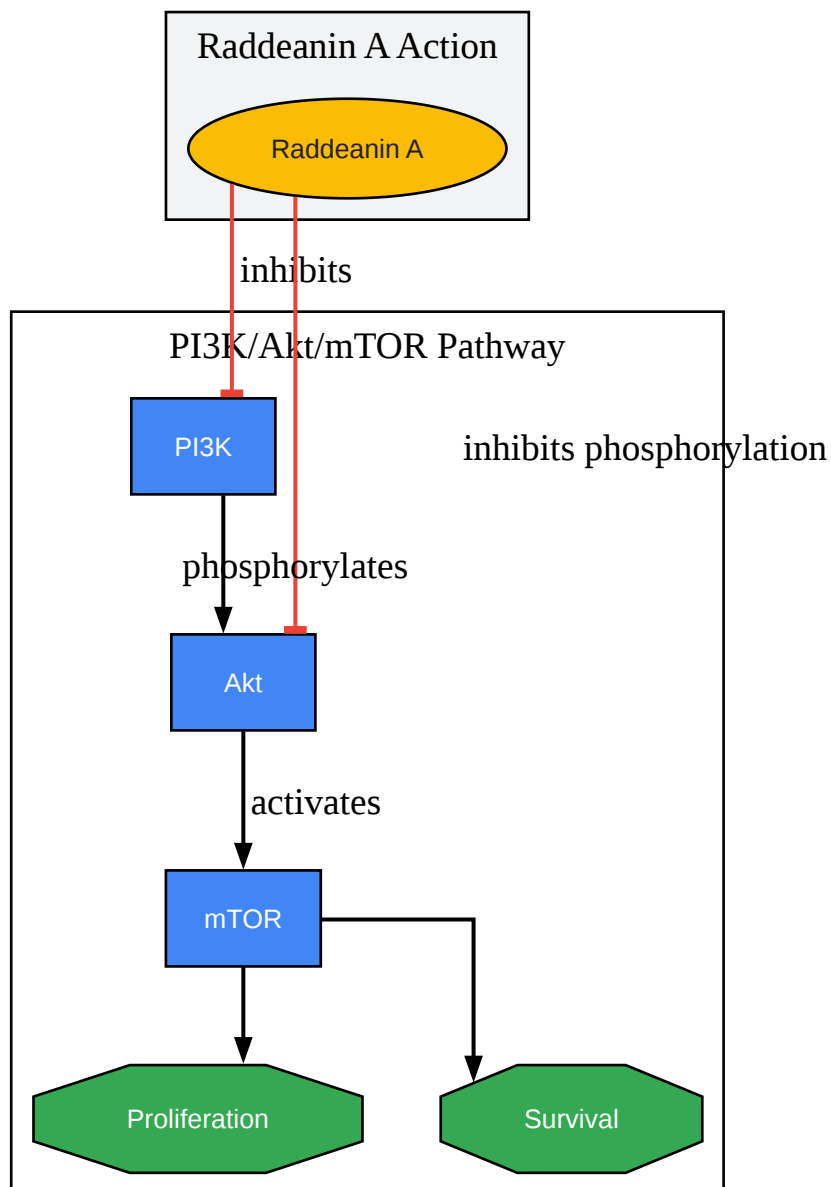 Raddeanin A Action
Raddeanin A
inhibits
PI3K/Akt/mTOR Pathway
PI3K
inhibits phosphorylation
phosphorylates
Akt
activates
mTOR
Proliferation
Survival